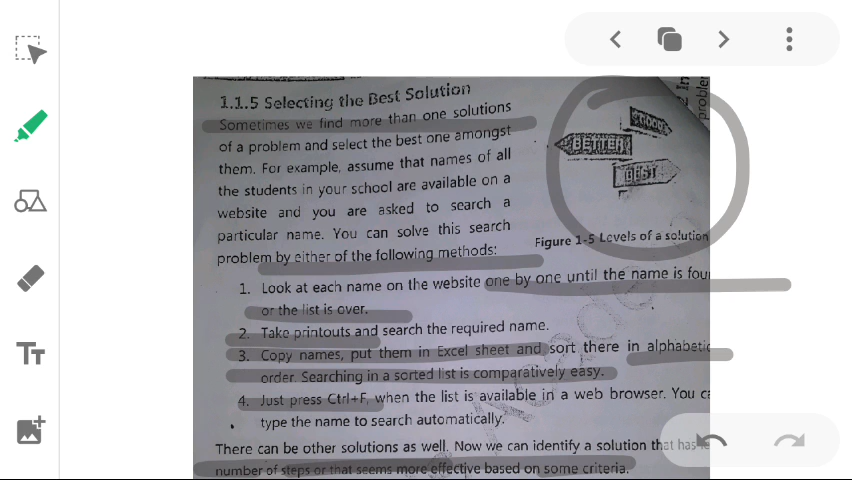 1.1.5 Selecting the Best Solution
Sometimes we find more than one solutions
of a problem and select the best one amongst
them. For example, assume that names of all
the students in your school are available on a
website and you are asked to search a
particular name. You can solve this search
problem by either of the following methods:
GOOD
BETTER
BEST
Figure 1-5 Levels of a solution
problem
1. Look at each name on the website one by one until the name is
or the list is over.
2. Take printouts and search the required name.
3. Copy names, put them in Excel sheet and sort there in
order. Searching in a sorted list is comparatively easy.
4. Just press Ctrl+F, when the list is available in a web browser. You
type the name to search automatically.
There can be other solutions as well. Now we can identify a solution that has
number of steps or that seems more effective based on some criteria.
TT